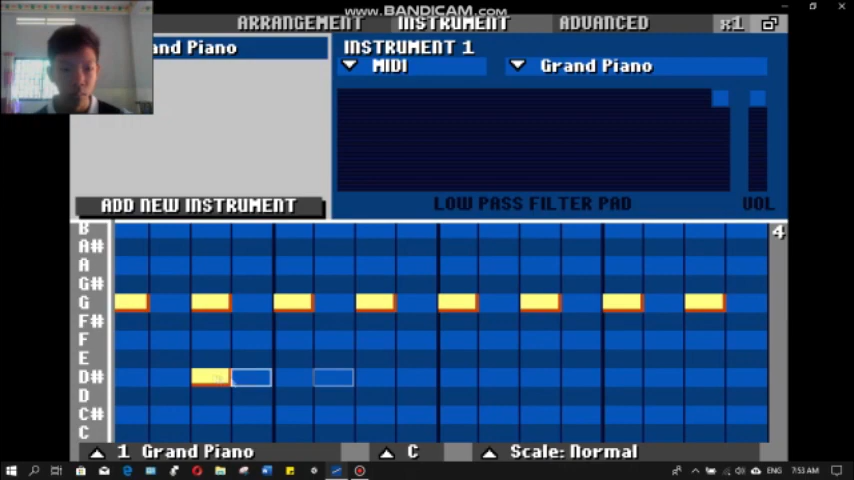 www.BANDICAM.com
ARRANGEMENT INSTRUMENT ADVANCED x1
and Piano
INSTRUMENT 1
MIDI Grand Piano
ADD NEW INSTRUMENT
LOW PASS FILTER PAD VOL
B
4
A#
A
G#
G
F#
F
E
D#
D
C#
C
1 Grand Piano C Scale: Normal
ENG 7:53 AM